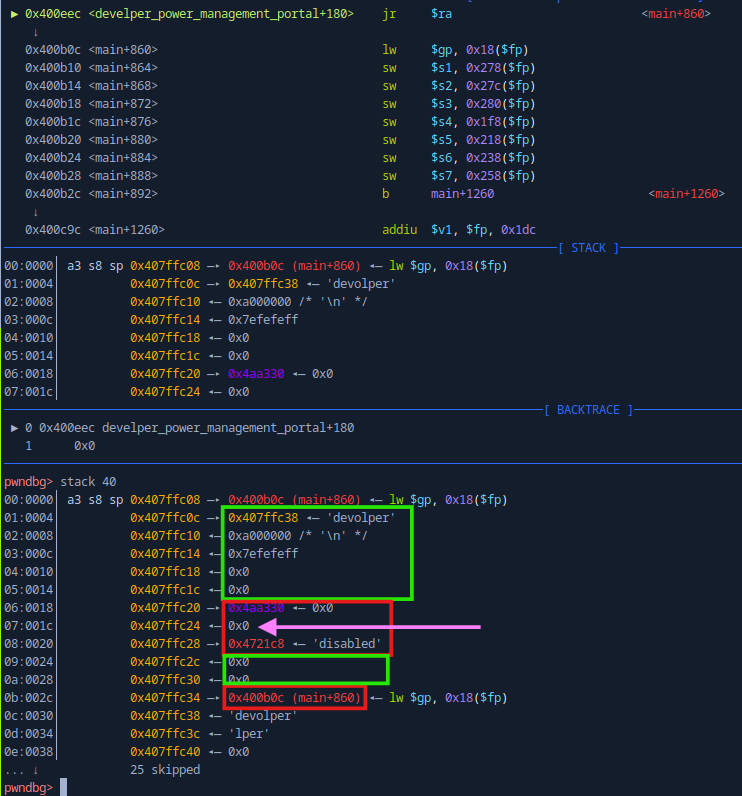 ► 0x400eec <develper_power_management_portal+180> jr $ra <main+860>
↓
0x400b0c <main+860> lw $gp, 0x18($fp)
0x400b10 <main+864> sw $s1, 0x278($fp)
0x400b14 <main+868> sw $s2, 0x27c($fp)
0x400b18 <main+872> sw $s3, 0x280($fp)
0x400b1c <main+876> sw $s4, 0x1f8($fp)
0x400b20 <main+880> sw $s5, 0x218($fp)
0x400b24 <main+884> sw $s6, 0x238($fp)
0x400b28 <main+888> sw $s7, 0x258($fp)
0x400b2c <main+892> b main+1260 <main+1260>
↓
0x400c9c <main+1260> addiu $v1, $fp, 0x1dc
[ STACK ]
00:0000│ a3 s8 sp 0x407ffc08 —▸ 0x400b0c (main+860) ◂— lw $gp, 0x18($fp)
01:0004│ 0x407ffc0c —▸ 0x407ffc38 ◂— 'devolper'
02:0008│ 0x407ffc10 ◂— 0xa000000 /* '\n' */
03:000c│ 0x407ffc14 —▸ 0x7efefeff
04:0010│ 0x407ffc18 ◂— 0x0
05:0014│ 0x407ffc1c ◂— 0x0
06:0018│ 0x407ffc20 —▸ 0x4aa330 ◂— 0x0
07:001c│ 0x407ffc24 ◂— 0x0
[ BACKTRACE ]
► 0 0x400eec develper_power_management_portal+180
1 0x0
pwndbg> stack 40
00:0000│ a3 s8 sp 0x407ffc08 —▸ 0x400b0c (main+860) ◂— lw $gp, 0x18($fp)
01:0004│ 0x407ffc0c —▸ 0x407ffc38 ◂— 'devolper'
02:0008│ 0x407ffc10 ◂— 0xa000000 /* '\n' */
03:000c│ 0x407ffc14 —▸ 0x7efefeff
04:0010│ 0x407ffc18 ◂— 0x0
05:0014│ 0x407ffc1c ◂— 0x0
06:0018│ 0x407ffc20 —▸ 0x4aa330 ◂— 0x0
07:001c│ 0x407ffc24 ◂— 0x0
08:0020│ 0x407ffc28 —▸ 0x4721c8 ◂— 'disabled'
09:0024│ 0x407ffc2c ◂— 0x0
0a:0028│ 0x407ffc30 ◂— 0x0
0b:002c│ 0x407ffc34 —▸ 0x400b0c (main+860) ◂— lw $gp, 0x18($fp)
0c:0030│ 0x407ffc38 ◂— 'devolper'
0d:0034│ 0x407ffc3c ◂— 'lper'
0e:0038│ 0x407ffc40 ◂— 0x0
... ↓ 25 skipped
pwndbg>